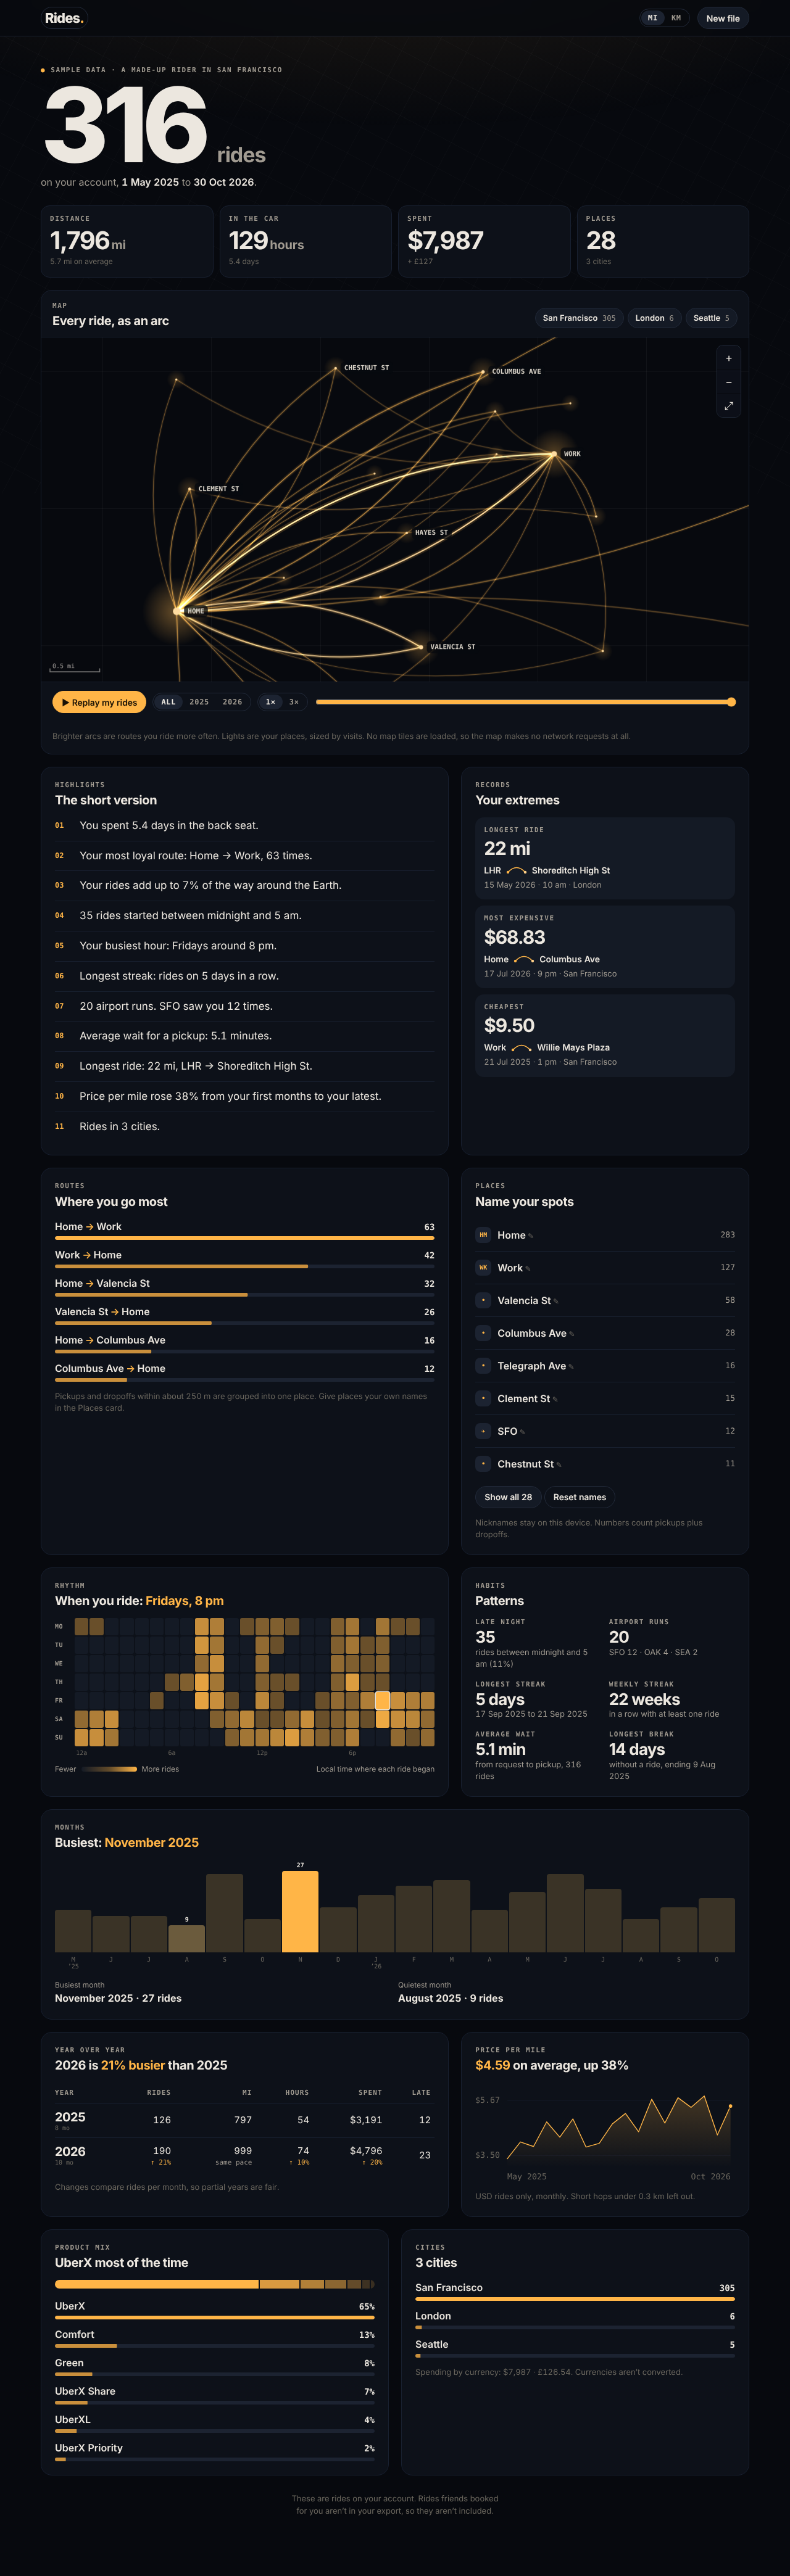 Rides.
MI KM New file
SAMPLE DATA · A MADE-UP RIDER IN SAN FRANCISCO
316 rides
on your account, 1 May 2025 to 30 Oct 2026.
DISTANCE
1,796 mi
5.7 mi on average
IN THE CAR
129 hours
5.4 days
SPENT
$7,987
+ £127
PLACES
28
3 cities
MAP
Every ride, as an arc
San Francisco 305 London 6 Seattle 5
+
−
CHESTNUT ST
COLUMBUS AVE
WORK
CLEMENT ST
HAYES ST
HOME
VALENCIA ST
0.5 mi
▶ Replay my rides ALL 2025 2026 1× 3×
Brighter arcs are routes you ride more often. Lights are your places, sized by visits. No map tiles are loaded, so the map makes no network requests at all.
HIGHLIGHTS
The short version
01 You spent 5.4 days in the back seat.
02 Your most loyal route: Home → Work, 63 times.
03 Your rides add up to 7% of the way around the Earth.
04 35 rides started between midnight and 5 am.
05 Your busiest hour: Fridays around 8 pm.
06 Longest streak: rides on 5 days in a row.
07 20 airport runs. SFO saw you 12 times.
08 Average wait for a pickup: 5.1 minutes.
09 Longest ride: 22 mi, LHR → Shoreditch High St.
10 Price per mile rose 38% from your first months to your latest.
11 Rides in 3 cities.
RECORDS
Your extremes
LONGEST RIDE
22 mi
LHR Shoreditch High St
15 May 2026 · 10 am · London
MOST EXPENSIVE
$68.83
Home Columbus Ave
17 Jul 2026 · 9 pm · San Francisco
CHEAPEST
$9.50
Work Willie Mays Plaza
21 Jul 2025 · 1 pm · San Francisco
ROUTES
Where you go most
Home → Work 63
Work → Home 42
Home → Valencia St 32
Valencia St → Home 26
Home → Columbus Ave 16
Columbus Ave → Home 12
Pickups and dropoffs within about 250 m are grouped into one place. Give places your own names
in the Places card.
PLACES
Name your spots
HM Home ✎ 283
WK Work ✎ 127
Valencia St ✎ 58
Columbus Ave ✎ 28
Telegraph Ave ✎ 16
Clement St ✎ 15
SFO ✎ 12
Chestnut St ✎ 11
Show all 28 Reset names
Nicknames stay on this device. Numbers count pickups plus
dropoffs.
RHYTHM
When you ride: Fridays, 8 pm
MO
TU
WE
TH
FR
SA
SU
12a 6a 12p 6p
Fewer More rides Local time where each ride began
HABITS
Patterns
LATE NIGHT
35
rides between midnight and 5
am (11%)
AIRPORT RUNS
20
SFO 12 · OAK 4 · SEA 2
LONGEST STREAK
5 days
17 Sep 2025 to 21 Sep 2025
WEEKLY STREAK
22 weeks
in a row with at least one ride
AVERAGE WAIT
5.1 min
from request to pickup, 316
rides
LONGEST BREAK
14 days
without a ride, ending 9 Aug
2025
MONTHS
Busiest: November 2025
27
9
M J J A S O N D J F M A M J J A S O
'25 '26
Busiest month
November 2025 · 27 rides
Quietest month
August 2025 · 9 rides
YEAR OVER YEAR
2026 is 21% busier than 2025
YEAR RIDES MI HOURS SPENT LATE
2025 126 797 54 $3,191 12
8 mo
2026 190 999 74 $4,796 23
10 mo ↑ 21% same pace ↑ 10% ↑ 20%
Changes compare rides per month, so partial years are fair.
PRICE PER MILE
$4.59 on average, up 38%
$5.67
$3.50
May 2025 Oct 2026
USD rides only, monthly. Short hops under 0.3 km left out.
PRODUCT MIX
UberX most of the time
UberX 65%
Comfort 13%
Green 8%
UberX Share 7%
UberXL 4%
UberX Priority 2%
CITIES
3 cities
San Francisco 305
London 6
Seattle 5
Spending by currency: $7,987 · £126.54. Currencies aren't converted.
These are rides on your account. Rides friends booked
for you aren't in your export, so they aren't included.